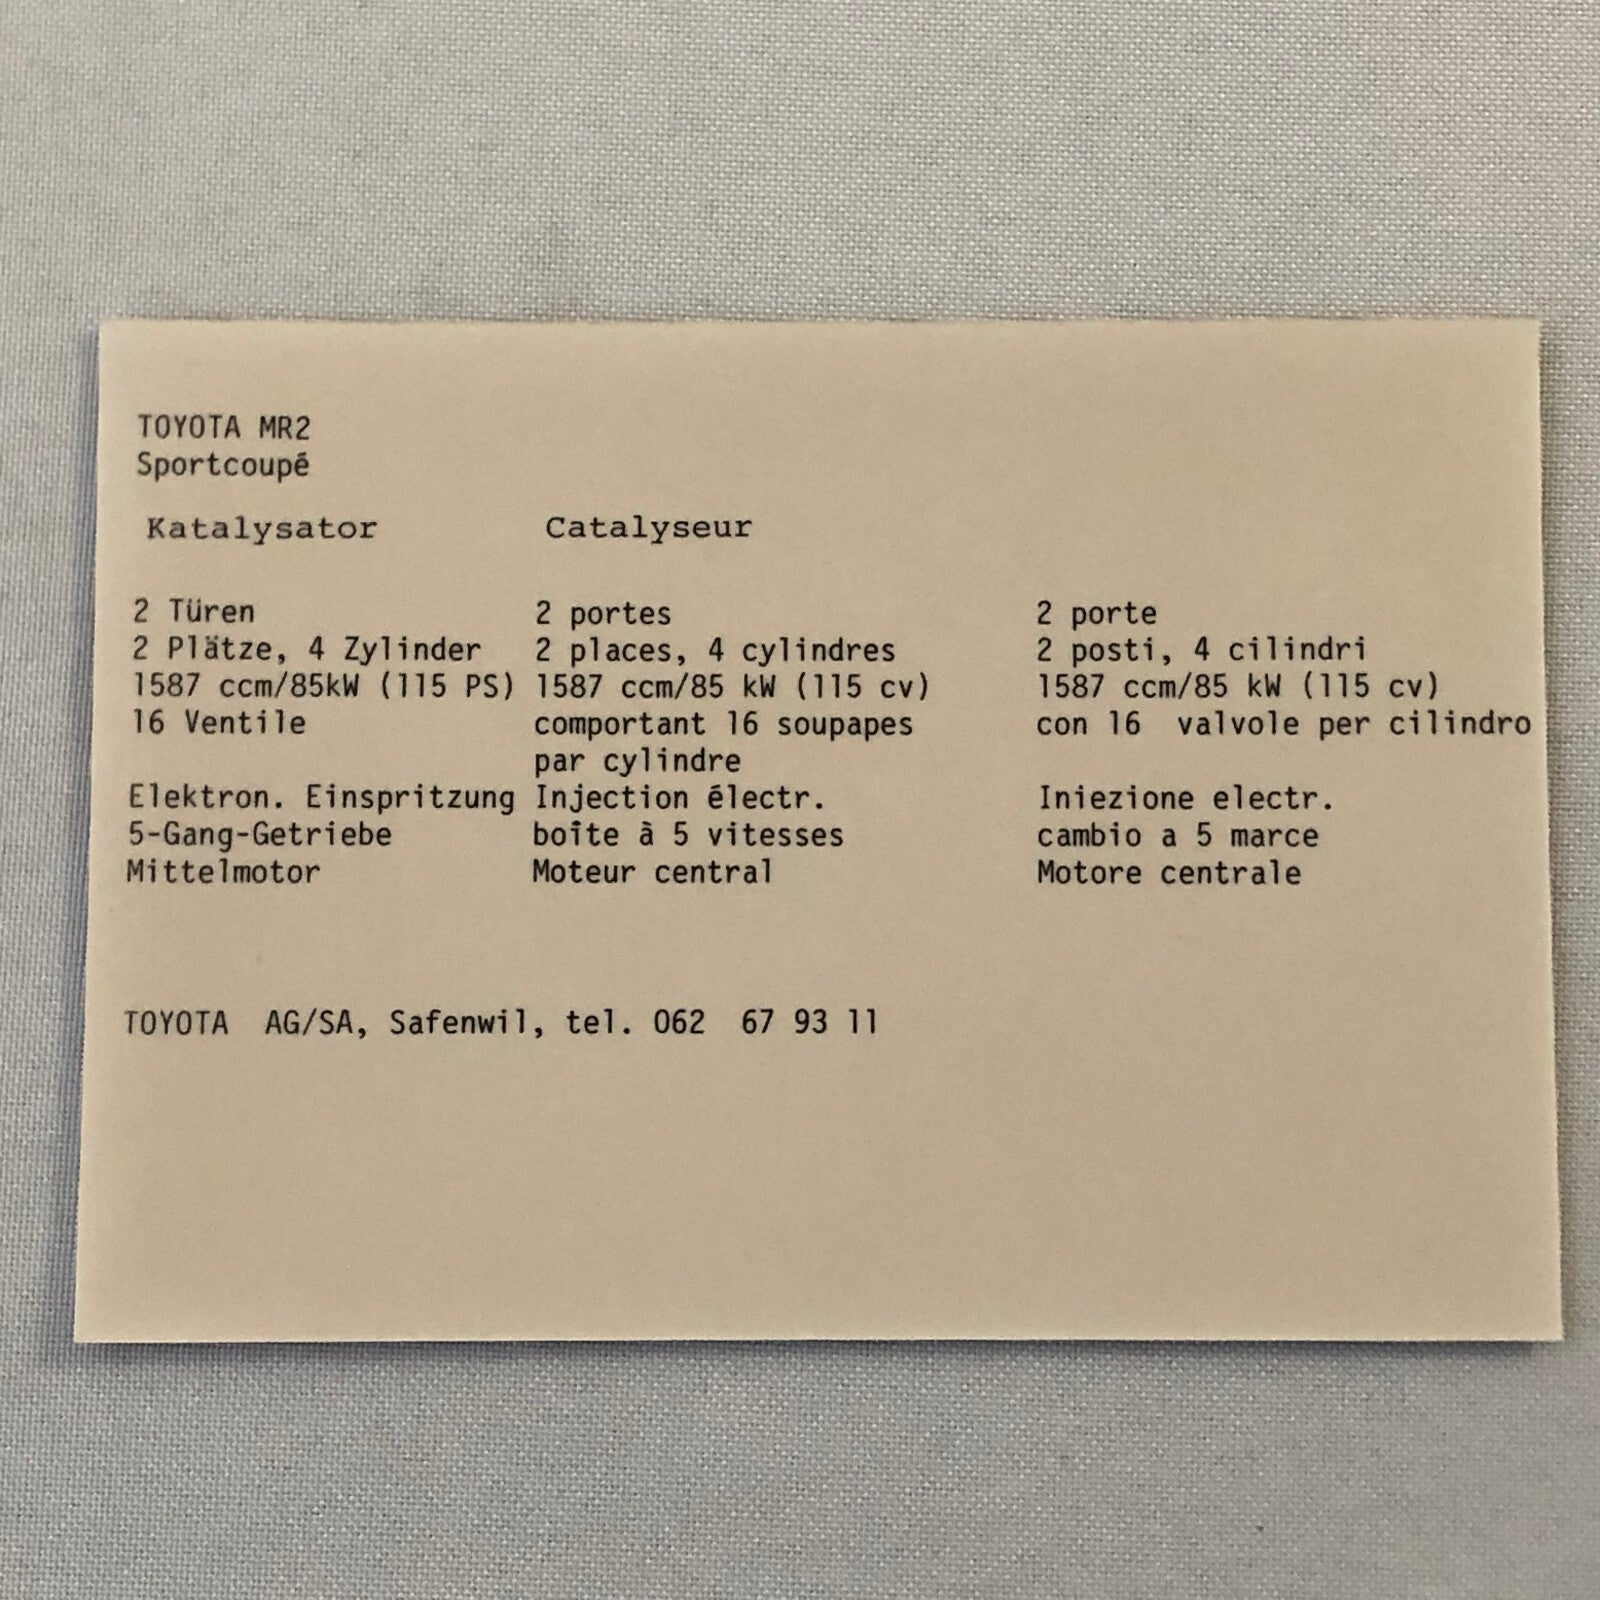 TOYOTA MR2
Sportcoupé
Katalysator Catalyseur
2 Türen 2 portes 2 porte
2 Plätze, 4 Zylinder 2 places, 4 cylindres 2 posti, 4 cilindri
1587 ccm/85kW (115 PS) 1587 ccm/85 kW (115 cv) 1587 ccm/85 kW (115 cv)
16 Ventile comportant 16 soupapes con 16 valvole per cilindro
par cylindre
Elektron. Einspritzung Injection électr. Iniezione electr.
5-Gang-Getriebe boîte à 5 vitesses cambio a 5 marce
Mittelmotor Moteur central Motore centrale
TOYOTA AG/SA, Safenwil, tel. 062 67 93 11